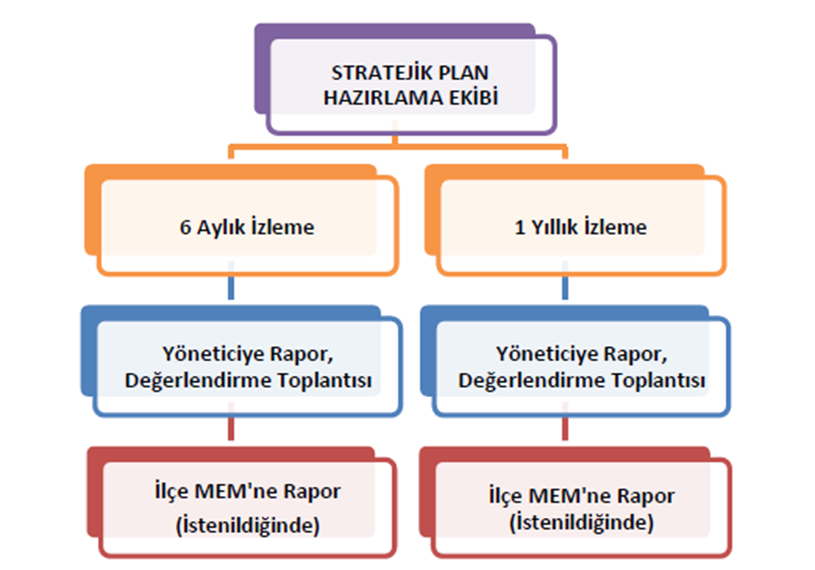 STRATEJİK PLAN
HAZIRLAMA EKİBİ
6 Aylık İzleme
1 Yıllık İzleme
Yöneticiye Rapor,
Değerlendirme Toplantısı
Yöneticiye Rapor,
Değerlendirme Toplantısı
İlçe MEM'ne Rapor
(İstenildiğinde)
İlçe MEM'ne Rapor
(İstenildiğinde)